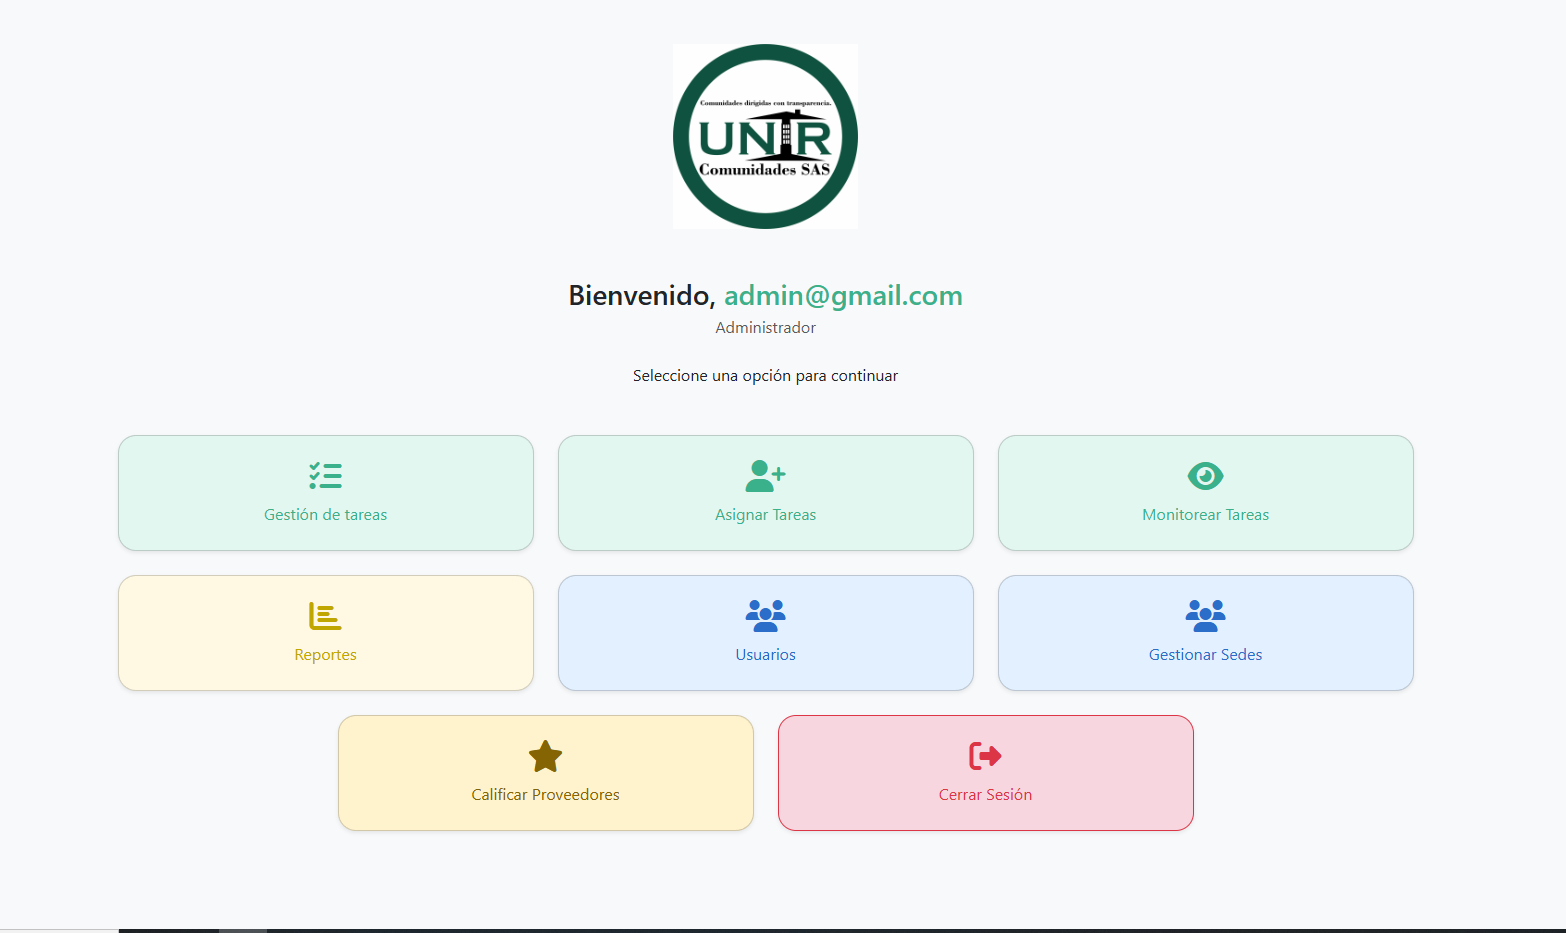 Comunidades dirigidas con transparencia.
UNIR
Comunidades SAS
Bienvenido, admin@gmail.com
Administrador
Seleccione una opción para continuar
Gestión de tareas
Asignar Tareas
Monitorear Tareas
Reportes
Usuarios
Gestionar Sedes
Calificar Proveedores
Cerrar Sesión